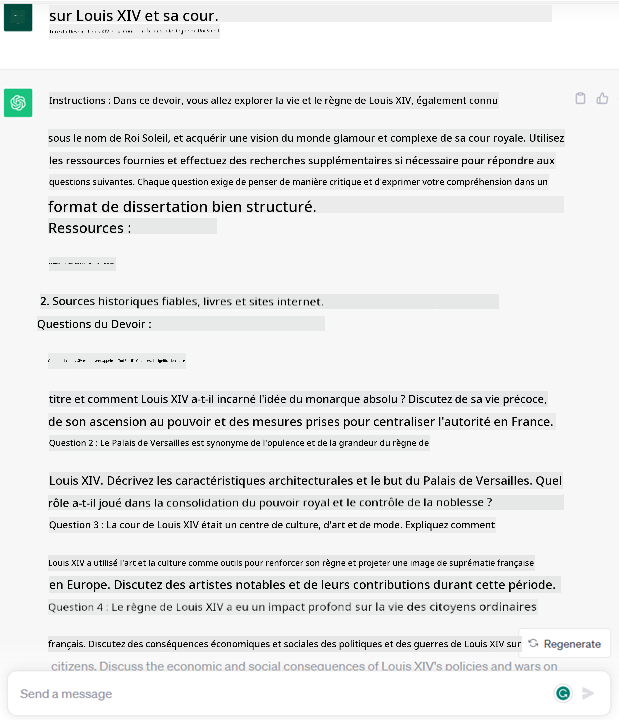 sur Louis XIV et sa cour.
Instructions : Dans ce devoir, vous allez explorer la vie et le règne de Louis XIV, également connu
sous le nom de Roi Soleil, et acquérir une vision du monde glamour et complexe de sa cour royale. Utilisez
les ressources fournies et effectuez des recherches supplémentaires si nécessaire pour répondre aux
questions suivantes. Chaque question exige de penser de manière critique et d'exprimer votre compréhension dans un
format de dissertation bien structuré.
Ressources :
2. Sources historiques fiables, livres et sites internet.
Questions du Devoir :
titre et comment Louis XIV a-t-il incarné l'idée du monarque absolu ? Discutez de sa vie précoce,
de son ascension au pouvoir et des mesures prises pour centraliser l'autorité en France.
Question 2 : Le Palais de Versailles est synonyme de l'opulence et de la grandeur du règne de
Louis XIV. Décrivez les caractéristiques architecturales et le but du Palais de Versailles. Quel
rôle a-t-il joué dans la consolidation du pouvoir royal et le contrôle de la noblesse ?
Question 3 : La cour de Louis XIV était un centre de culture, d'art et de mode. Expliquez comment
Louis XIV a utilisé l'art et la culture comme outils pour renforcer son règne et projeter une image de suprématie française
en Europe. Discutez des artistes notables et de leurs contributions durant cette période.
Question 4 : Le règne de Louis XIV a eu un impact profond sur la vie des citoyens ordinaires
français. Discutez des conséquences économiques et sociales des politiques et des guerres de Louis XIV sur
Regenerate
citizens. Discuss the economic and social consequences of Louis XIV's policies and wars on
Send a message